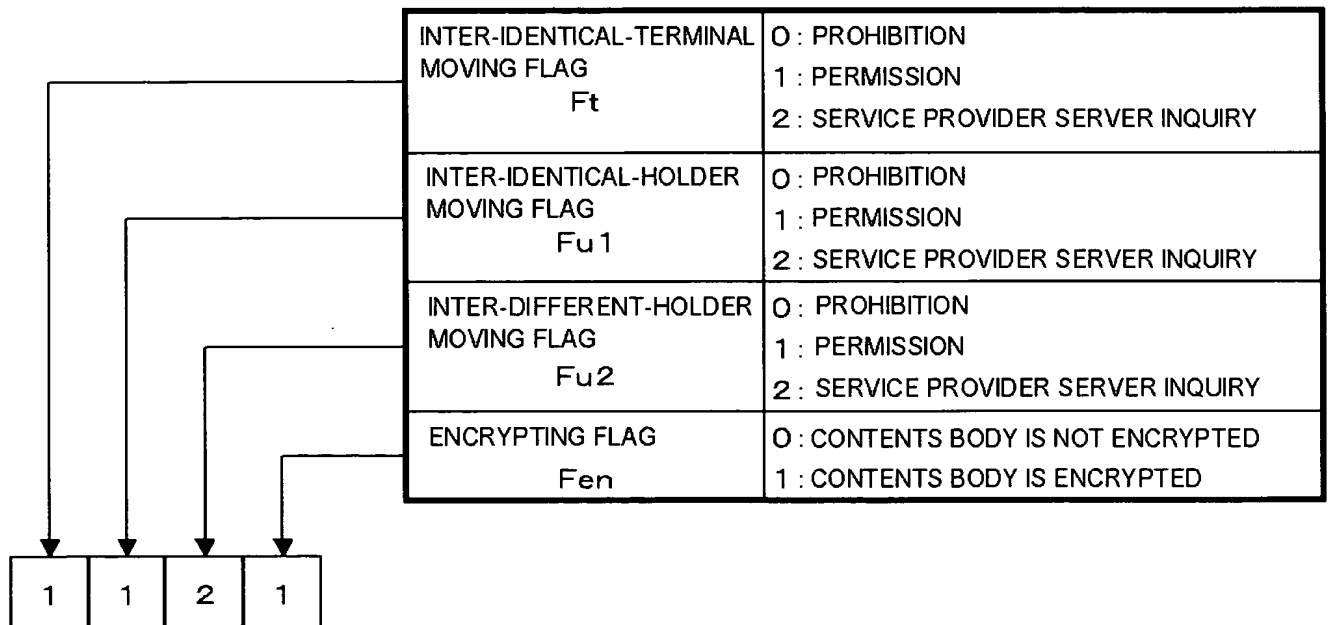 INTER-IDENTICAL-TERMINAL
MOVING FLAG
Ft
0 : PROHIBITION
1 : PERMISSION
2 : SERVICE PROVIDER SERVER INQUIRY
INTER-IDENTICAL-HOLDER
MOVING FLAG
Fu1
0 : PROHIBITION
1 : PERMISSION
2 : SERVICE PROVIDER SERVER INQUIRY
INTER-DIFFERENT-HOLDER
MOVING FLAG
Fu2
0 : PROHIBITION
1 : PERMISSION
2 : SERVICE PROVIDER SERVER INQUIRY
ENCRYPTING FLAG
Fen
0 : CONTENTS BODY IS NOT ENCRYPTED
1 : CONTENTS BODY IS ENCRYPTED
1 1 2 1